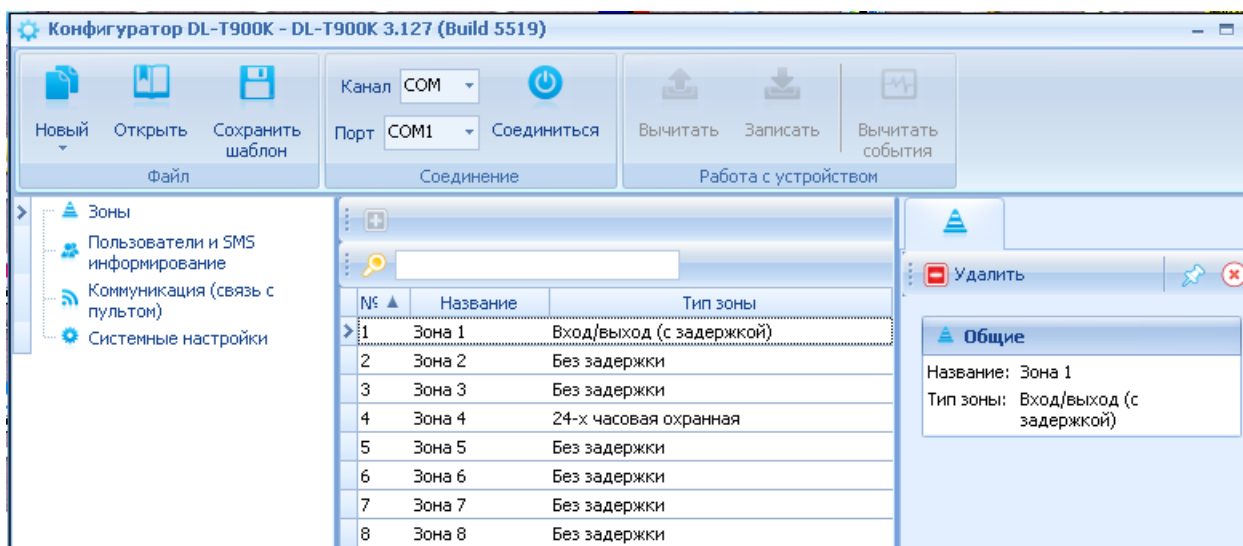 Конфигуратор DL-T900K - DL-T900K 3.127 (Build 5519)
Новый
Открыть
Сохранить
шаблон
Файл
Канал COM
Порт COM1
Соединиться
Соединение
Вычитать
Записать
Вычитать
события
Работа с устройством
Зоны
Пользователи и SMS
информирование
Коммуникация (связь с
пультом)
Системные настройки
№ Название Тип зоны
1 Зона 1 Вход/выход (с задержкой)
2 Зона 2 Без задержки
3 Зона 3 Без задержки
4 Зона 4 24-х часовая охранная
5 Зона 5 Без задержки
6 Зона 6 Без задержки
7 Зона 7 Без задержки
8 Зона 8 Без задержки
Удалить
Общие
Название: Зона 1
Тип зоны: Вход/выход (с
задержкой)